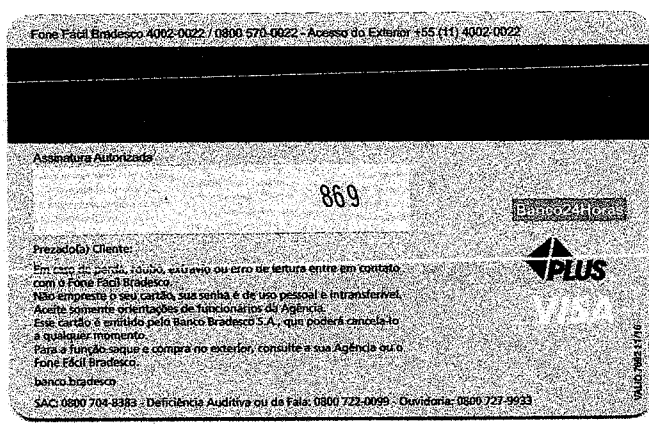 Fone Fácil Bradesco 4002-0022 / 0800 570-0022 - Acesso do Exterior +55 (11) 4002-0022
Assinatura Autorizada
869
Banco24Horas
Prezado(a) Cliente:
Em caso de perda, roubo, extravio ou erro de leitura entre em contato
com o Fone Fácil Bradesco.
Não empreste o seu cartão, sua senha é de uso pessoal e intransferível.
Aceite somente orientações de funcionários da Agência.
Esse cartão é emitido pelo Banco Bradesco S.A., que poderá cancelá-lo
a qualquer momento.
Para a função saque e compra no exterior, consulte a sua Agência ou o
Fone Fácil Bradesco.
banco.bradesco
PLUS
VISA
SAC: 0800 704-8383 - Deficiência Auditiva ou de Fala: 0800 722-0099 - Ouvidoria: 0800 727-9933